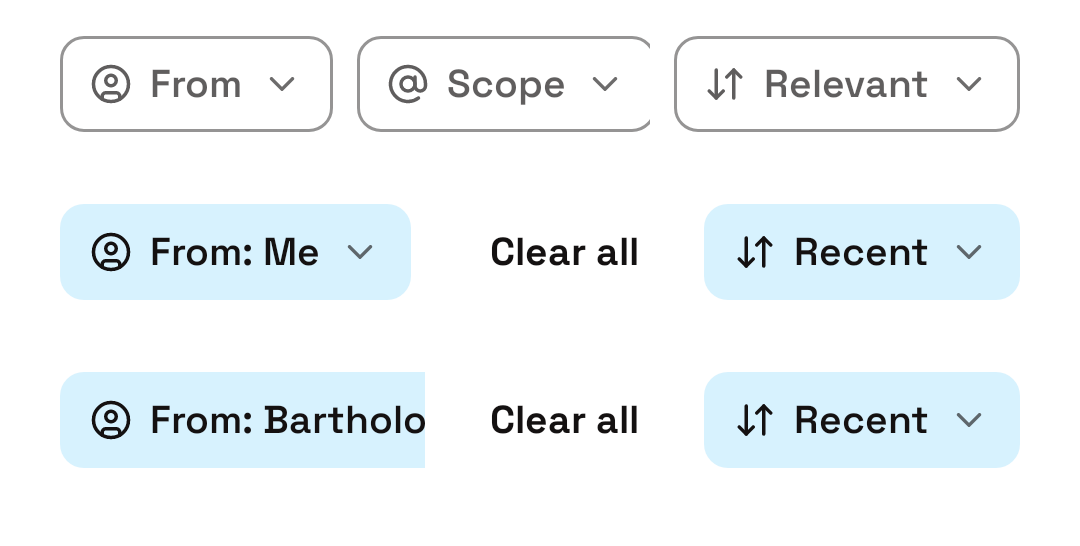 From Scope Relevant
From: Me Clear all Recent
From: Bartholo Clear all Recent